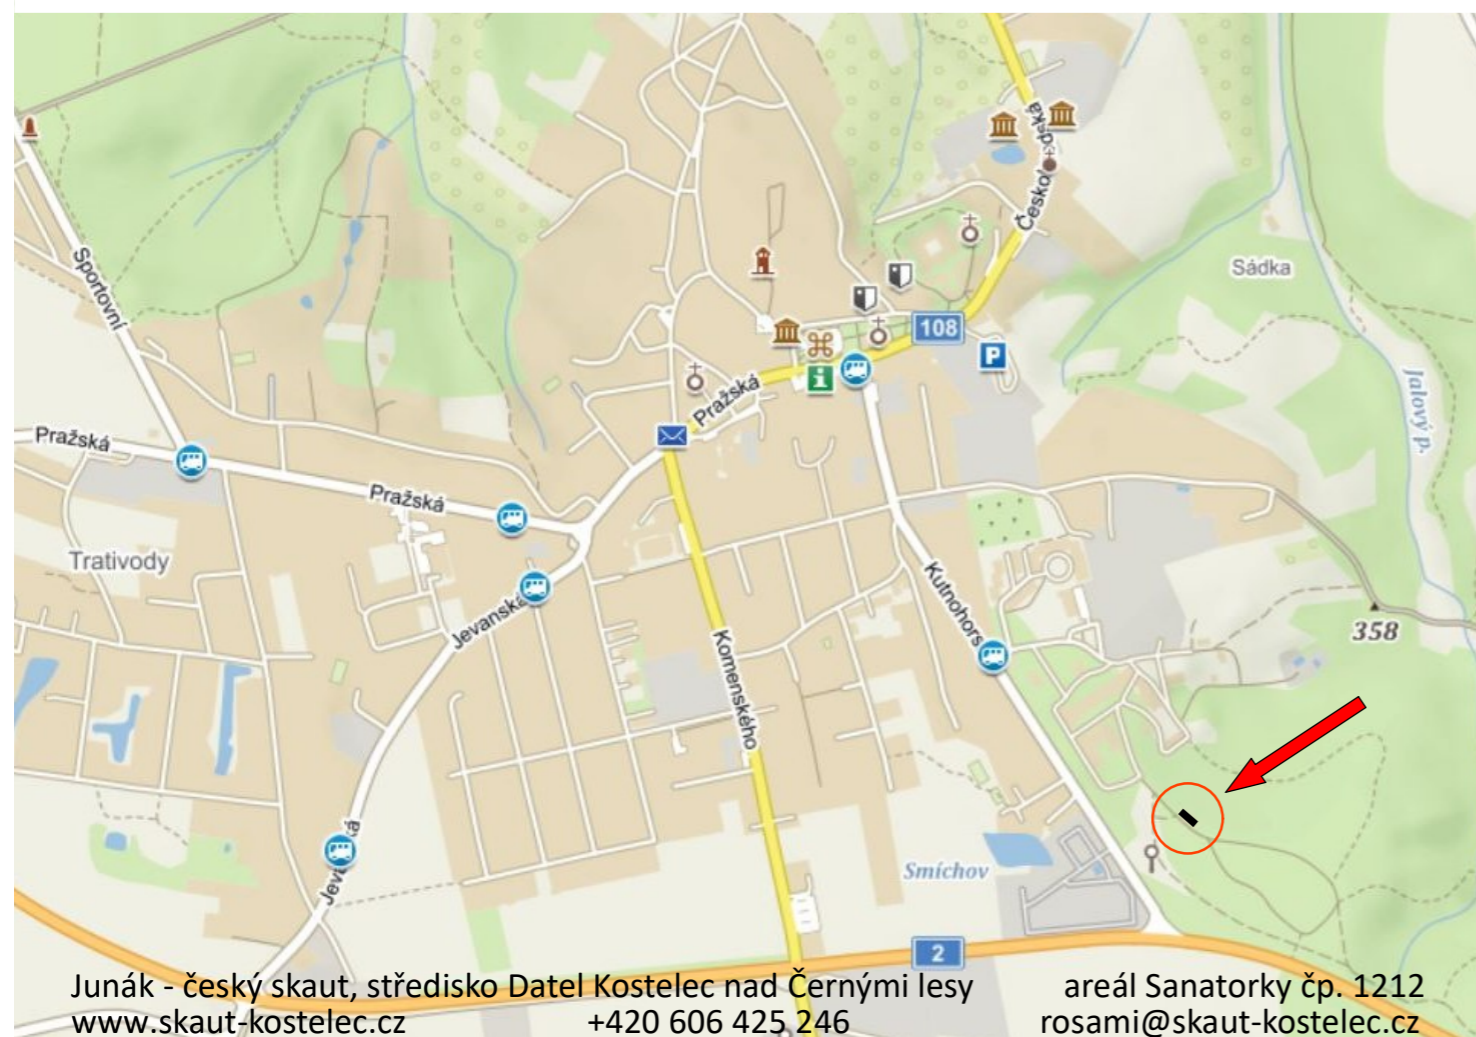 Českobrodská
Sportovní
Sádka
108
P
i
Pražská
Jalový p.
Pražská
Pražská
Trativody
Kutnohors
Jevanská
358
Komenského
Jevanská
Smíchov
2
Junák - český skaut, středisko Datel Kostelec nad Černými lesy areál Sanatorky čp. 1212
www.skaut-kostelec.cz +420 606 425 246 rosami@skaut-kostelec.cz